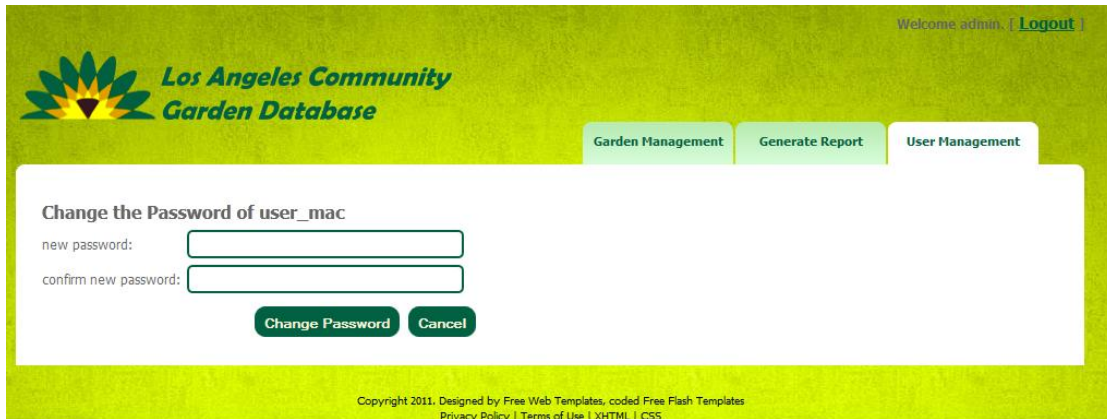 Welcome admin. [ Logout ]
Los Angeles Community
Garden Database
Garden Management Generate Report User Management
Change the Password of user_mac
new password:
confirm new password:
Change Password Cancel
Copyright 2011. Designed by Free Web Templates, coded Free Flash Templates
Privacy Policy | Terms of Use | XHTML | CSS